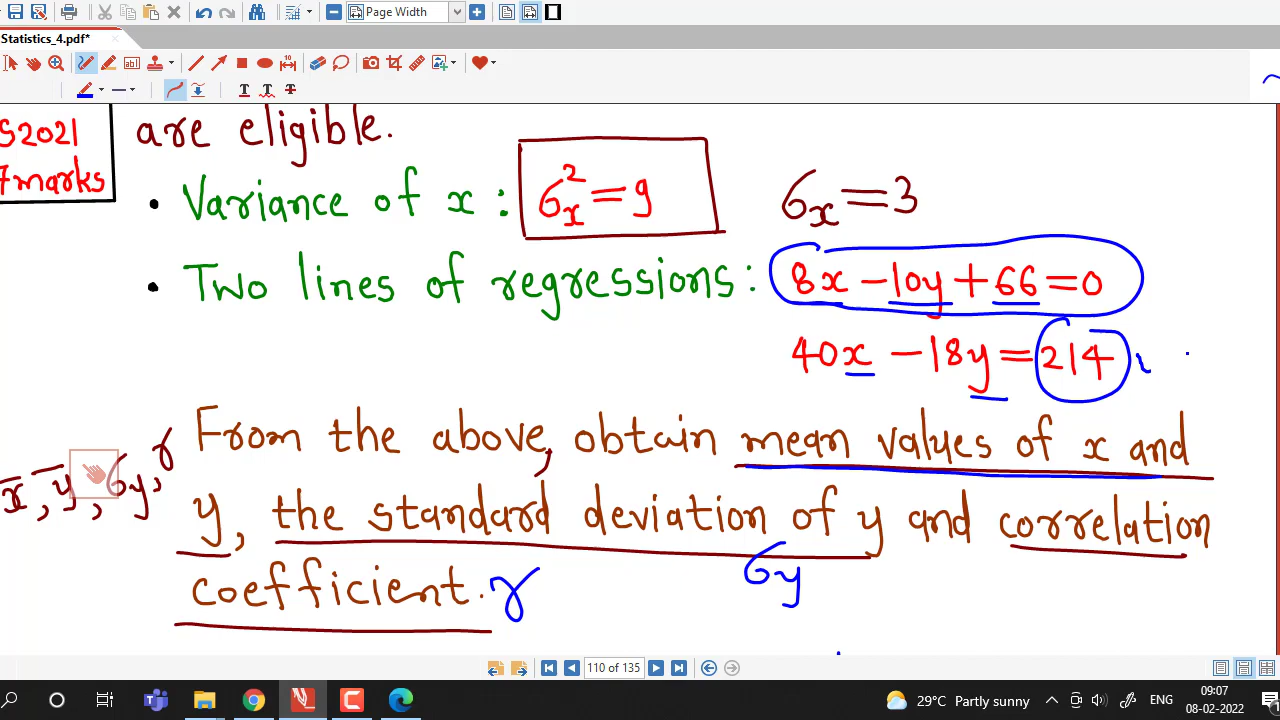 Page Width
Statistics_4.pdf*
S2021
7 marks
are eligible.
• Variance of x : σx² = 9
σx = 3
• Two lines of regressions: 8x − 10y + 66 = 0
40x − 18y = 214
From the above, obtain mean values of x and
x̄, ȳ, σy, r
y, the standard deviation of y and correlation
σy
coefficient. r
110 of 135
29°C Partly sunny
ENG
09:07
08-02-2022